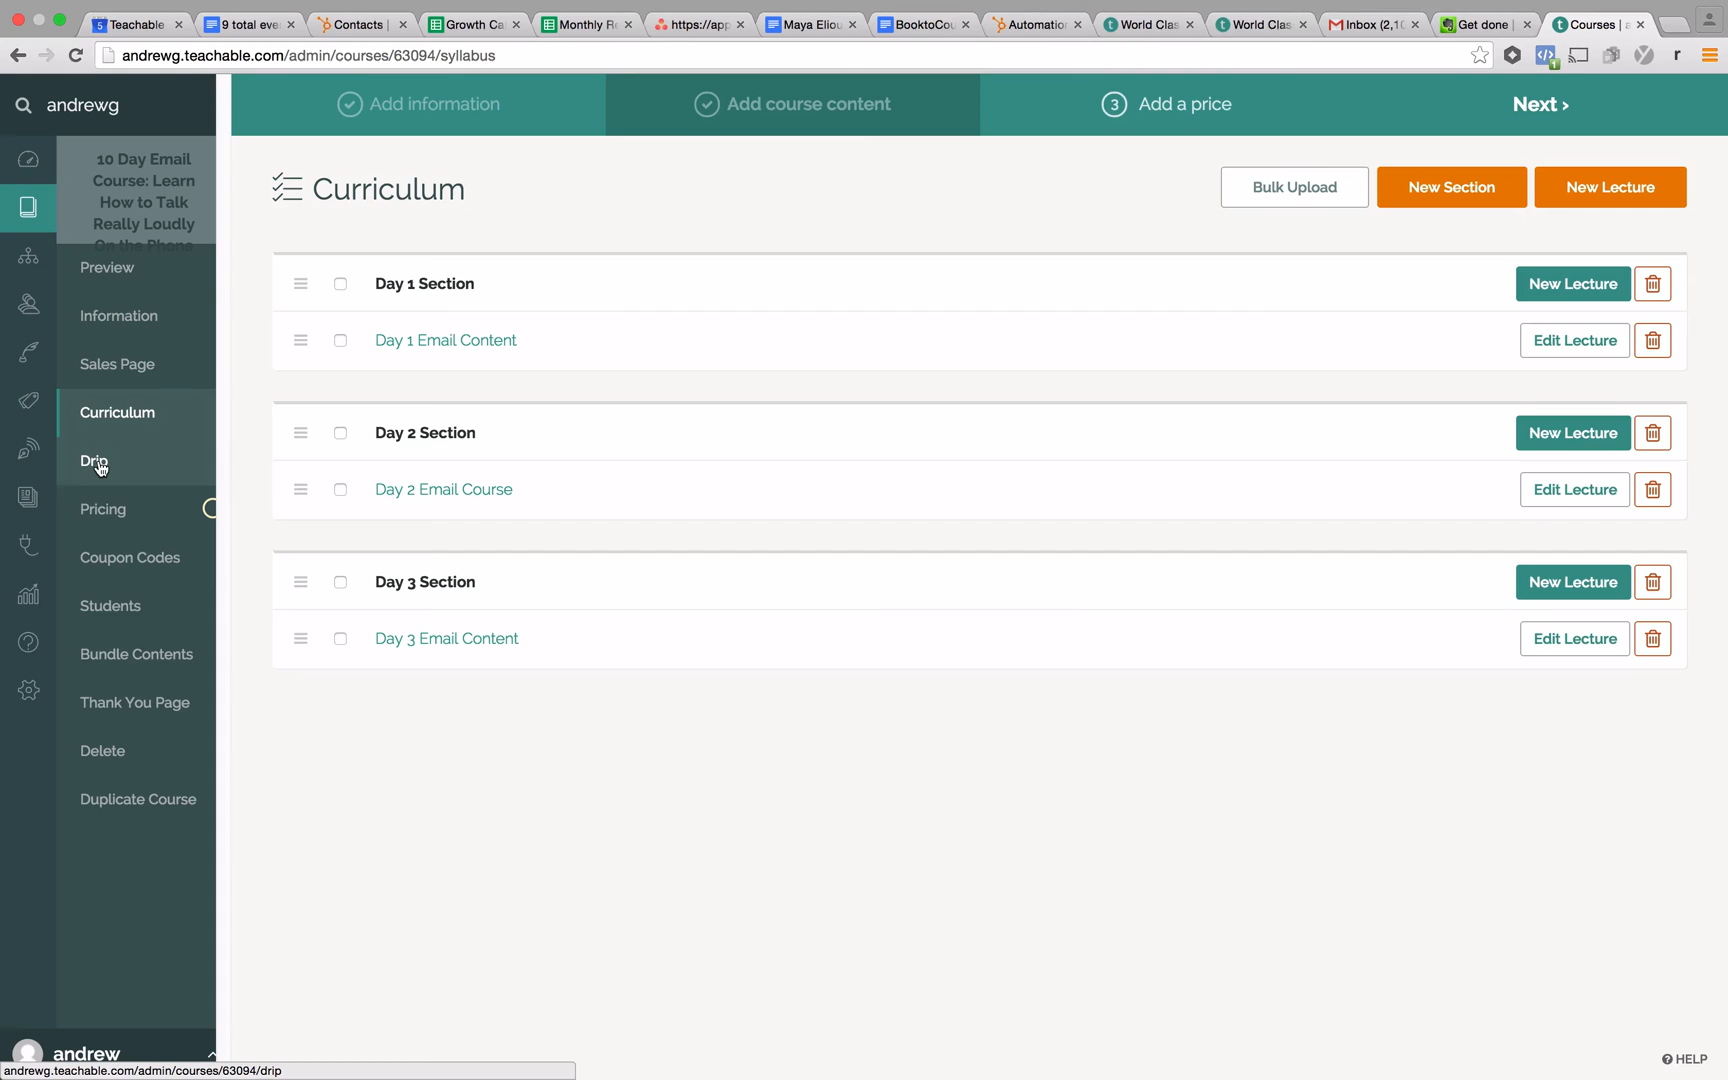 Teachable
9 total eve
Contacts |
Growth Ca
Monthly Re
https://app
Maya Eliou
BooktoCou
Automation
World Clas
World Clas
Inbox (2,10
Get done |
Courses | a
andrewg.teachable.com/admin/courses/63094/syllabus
andrewg
Add information
Add course content
3 Add a price
Next ›
10 Day Email
Course: Learn
How to Talk
Really Loudly
On the Phone
Preview
Information
Sales Page
Curriculum
Drip
Pricing
Coupon Codes
Students
Bundle Contents
Thank You Page
Delete
Duplicate Course
Curriculum
Bulk Upload
New Section
New Lecture
Day 1 Section
New Lecture
Day 1 Email Content
Edit Lecture
Day 2 Section
New Lecture
Day 2 Email Course
Edit Lecture
Day 3 Section
New Lecture
Day 3 Email Content
Edit Lecture
andrew
andrewg.teachable.com/admin/courses/63094/drip
HELP